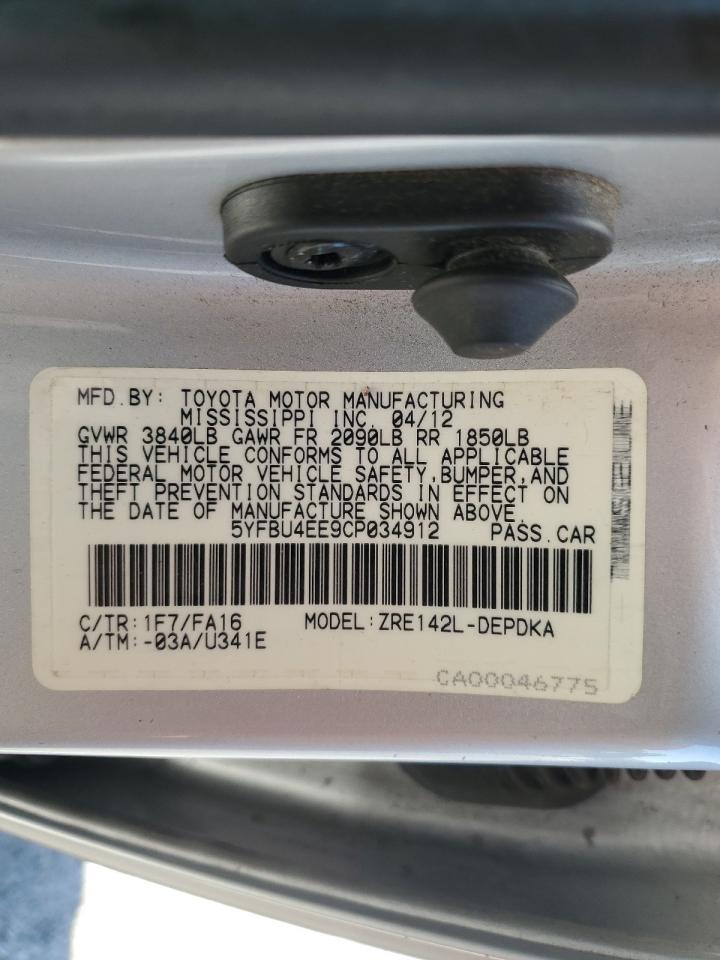 MFD.BY: TOYOTA MOTOR MANUFACTURING
MISSISSIPPI INC. 04/12
GVWR 3840LB GAWR FR 2090LB RR 1850LB
THIS VEHICLE CONFORMS TO ALL APPLICABLE
FEDERAL MOTOR VEHICLE SAFETY,BUMPER,AND
THEFT PREVENTION STANDARDS IN EFFECT ON
THE DATE OF MANUFACTURE SHOWN ABOVE.
5YFBU4EE9CP034912 PASS.CAR
C/TR:1F7/FA16 MODEL:ZRE142L-DEPDKA
A/TM:-03A/U341E
CA00046775